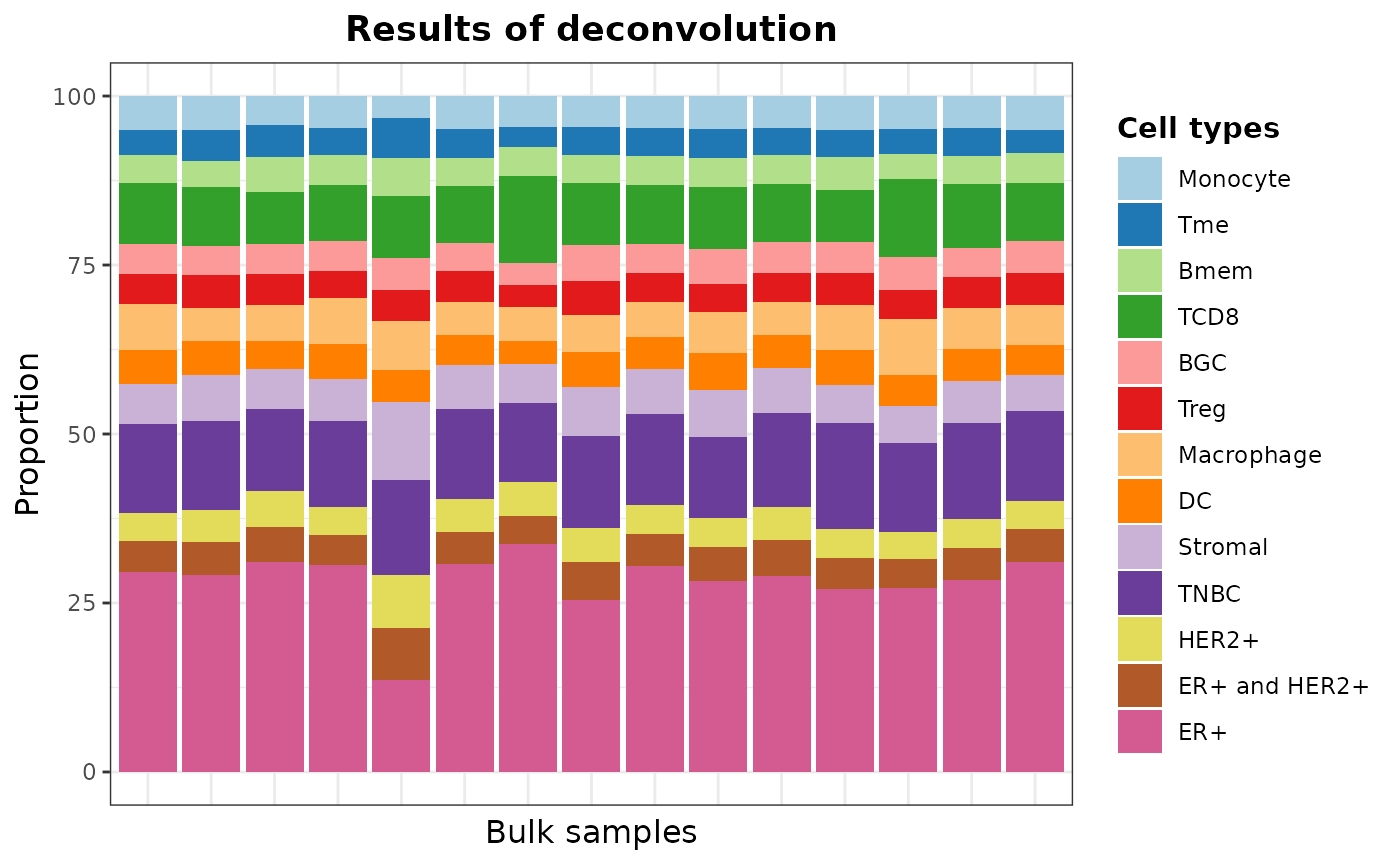 Results of deconvolution
Proportion
100
75
50
25
0
Bulk samples
Cell types
Monocyte
Tme
Bmem
TCD8
BGC
Treg
Macrophage
DC
Stromal
TNBC
HER2+
ER+ and HER2+
ER+